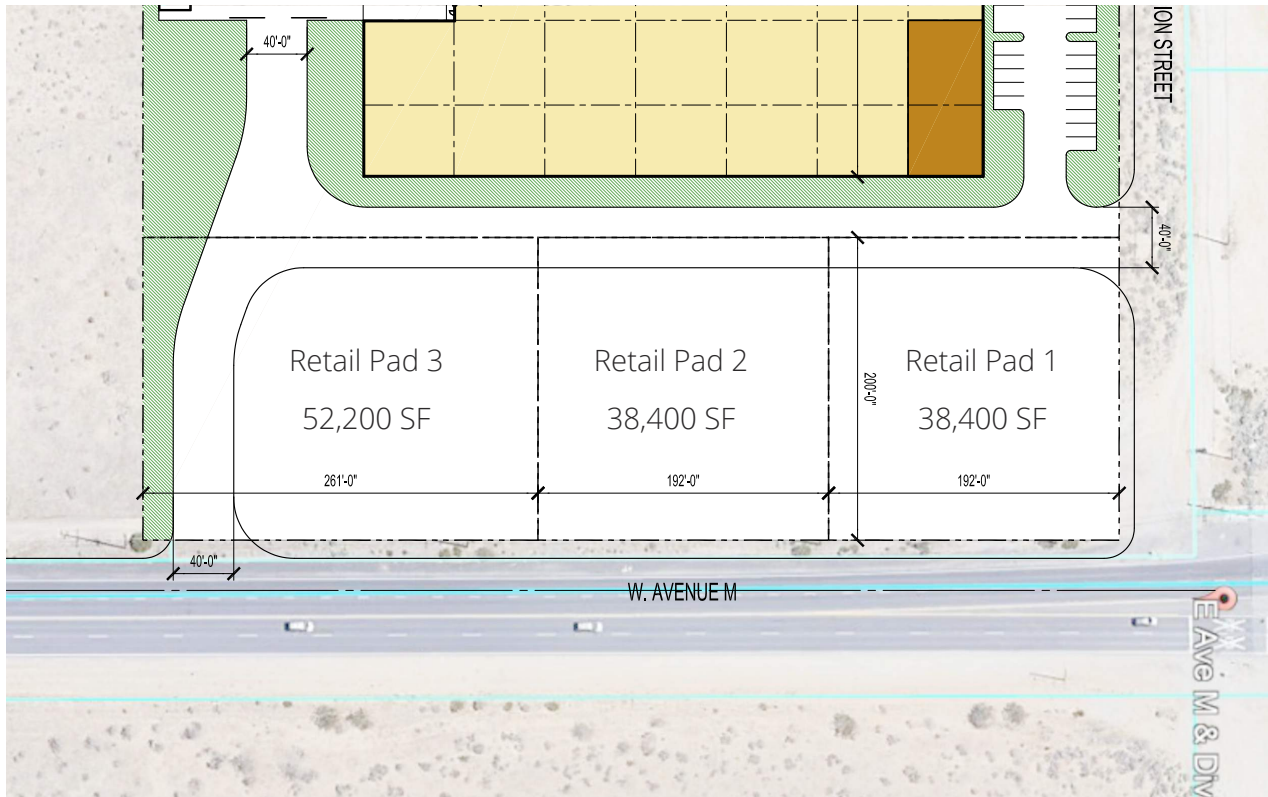 40'-0"
ION STREET
40'-0"
Retail Pad 3
52,200 SF
Retail Pad 2
38,400 SF
Retail Pad 1
38,400 SF
200'-0"
261'-0"
192'-0"
192'-0"
40'-0"
W. AVENUE M
E Ave M & Div